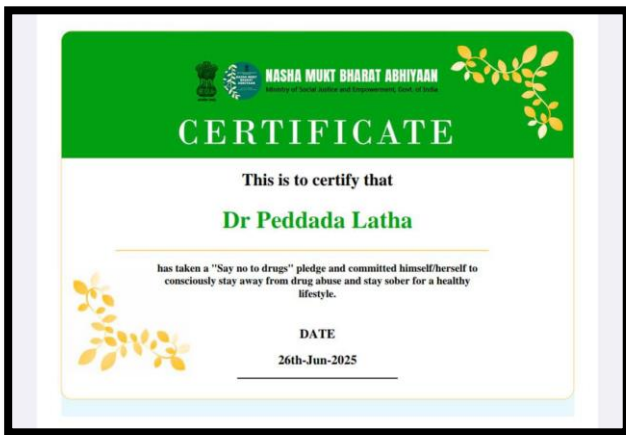 NASHA MUKT BHARAT ABHIYAAN
Ministry of Social Justice and Empowerment, Govt. of India
CERTIFICATE
This is to certify that
Dr Peddada Latha
has taken a "Say no to drugs" pledge and committed himself/herself to
consciously stay away from drug abuse and stay sober for a healthy
lifestyle.
DATE
26th-Jun-2025